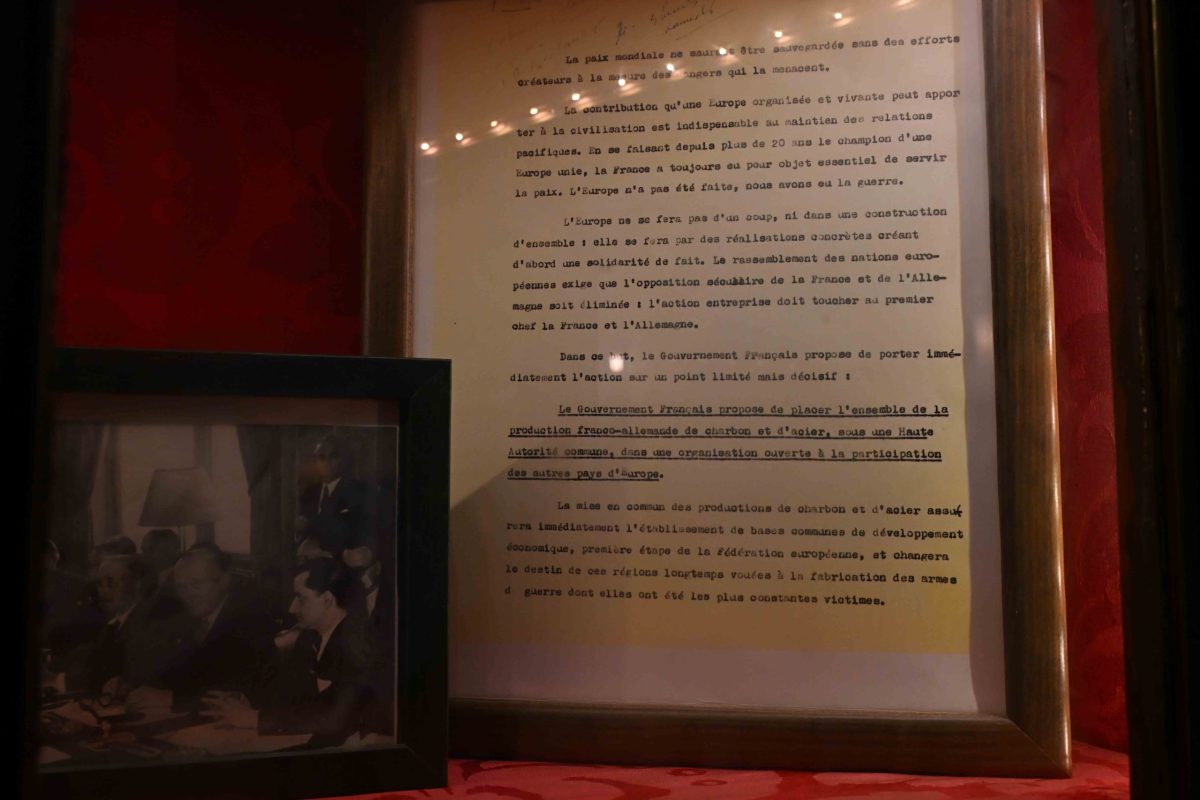 La paix mondiale ne saurait être sauvegardée sans des efforts
créateurs à la mesure des dangers qui la menacent.
La contribution qu'une Europe organisée et vivante peut appor
ter à la civilisation est indispensable au maintien des relations
pacifiques. En se faisant depuis plus de 20 ans le champion d'une
Europe unie, la France a toujours eu pour objet essentiel de servir
la paix. L'Europe n'a pas été faite, nous avons eu la guerre.
L'Europe ne se fera pas d'un coup, ni dans une construction
d'ensemble : elle se fera par des réalisations concrètes créant
d'abord une solidarité de fait. Le rassemblement des nations euro-
péennes exige que l'opposition séculaire de la France et de l'Alle-
magne soit éliminée : l'action entreprise doit toucher au premier
chef la France et l'Allemagne.
Dans ce but, le Gouvernement Français propose de porter immé-
diatement l'action sur un point limité mais décisif :
Le Gouvernement Français propose de placer l'ensemble de la
production franco-allemande de charbon et d'acier, sous une Haute
Autorité commune, dans une organisation ouverte à la participation
des autres pays d'Europe.
La mise en commun des productions de charbon et d'acier assu
rera immédiatement l'établissement de bases communes de développement
économique, première étape de la Fédération européenne, et changera
le destin de ces régions longtemps vouées à la fabrication des armes
d guerre dont elles ont été les plus constantes victimes.